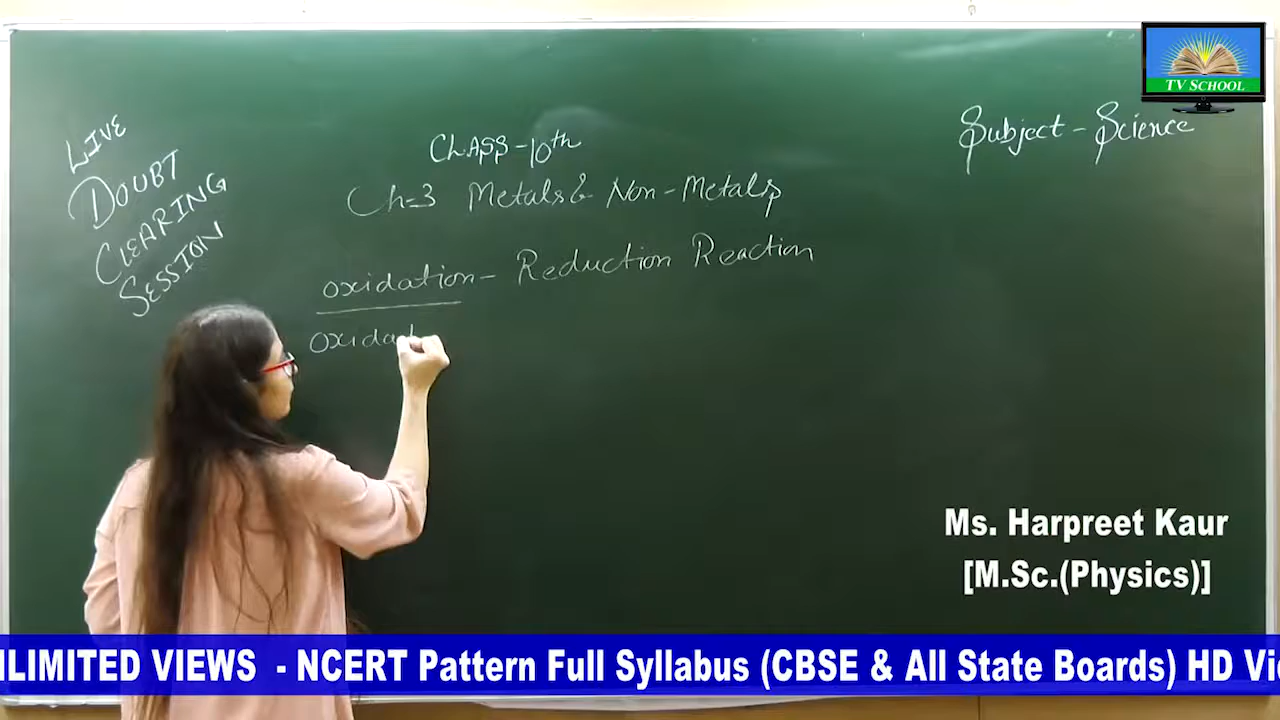 TV SCHOOL
LIVE
DOUBT
CLEARING
SESSION
CLASS-10th
Subject - Science
Ch-3 Metals & Non-Metals
oxidation - Reduction Reaction
oxidat
Ms. Harpreet Kaur
[M.Sc.(Physics)]
NLIMITED VIEWS - NCERT Pattern Full Syllabus (CBSE & All State Boards) HD Vi